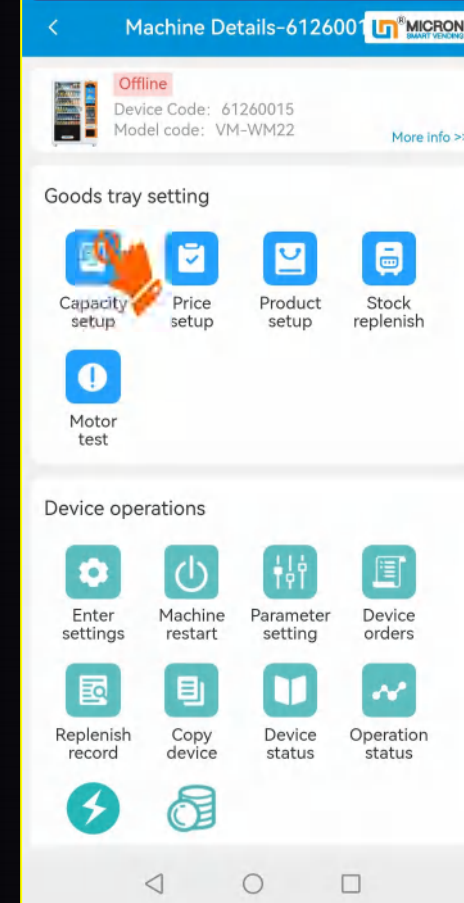 Machine Details-6126001
MICRON
SMART VENDING
Offline
Device Code: 61260015
Model code: VM-WM22
More info >>
Goods tray setting
Capacity setup
Price setup
Product setup
Stock replenish
Motor test
Device operations
Enter settings
Machine restart
Parameter setting
Device orders
Replenish record
Copy device
Device status
Operation status